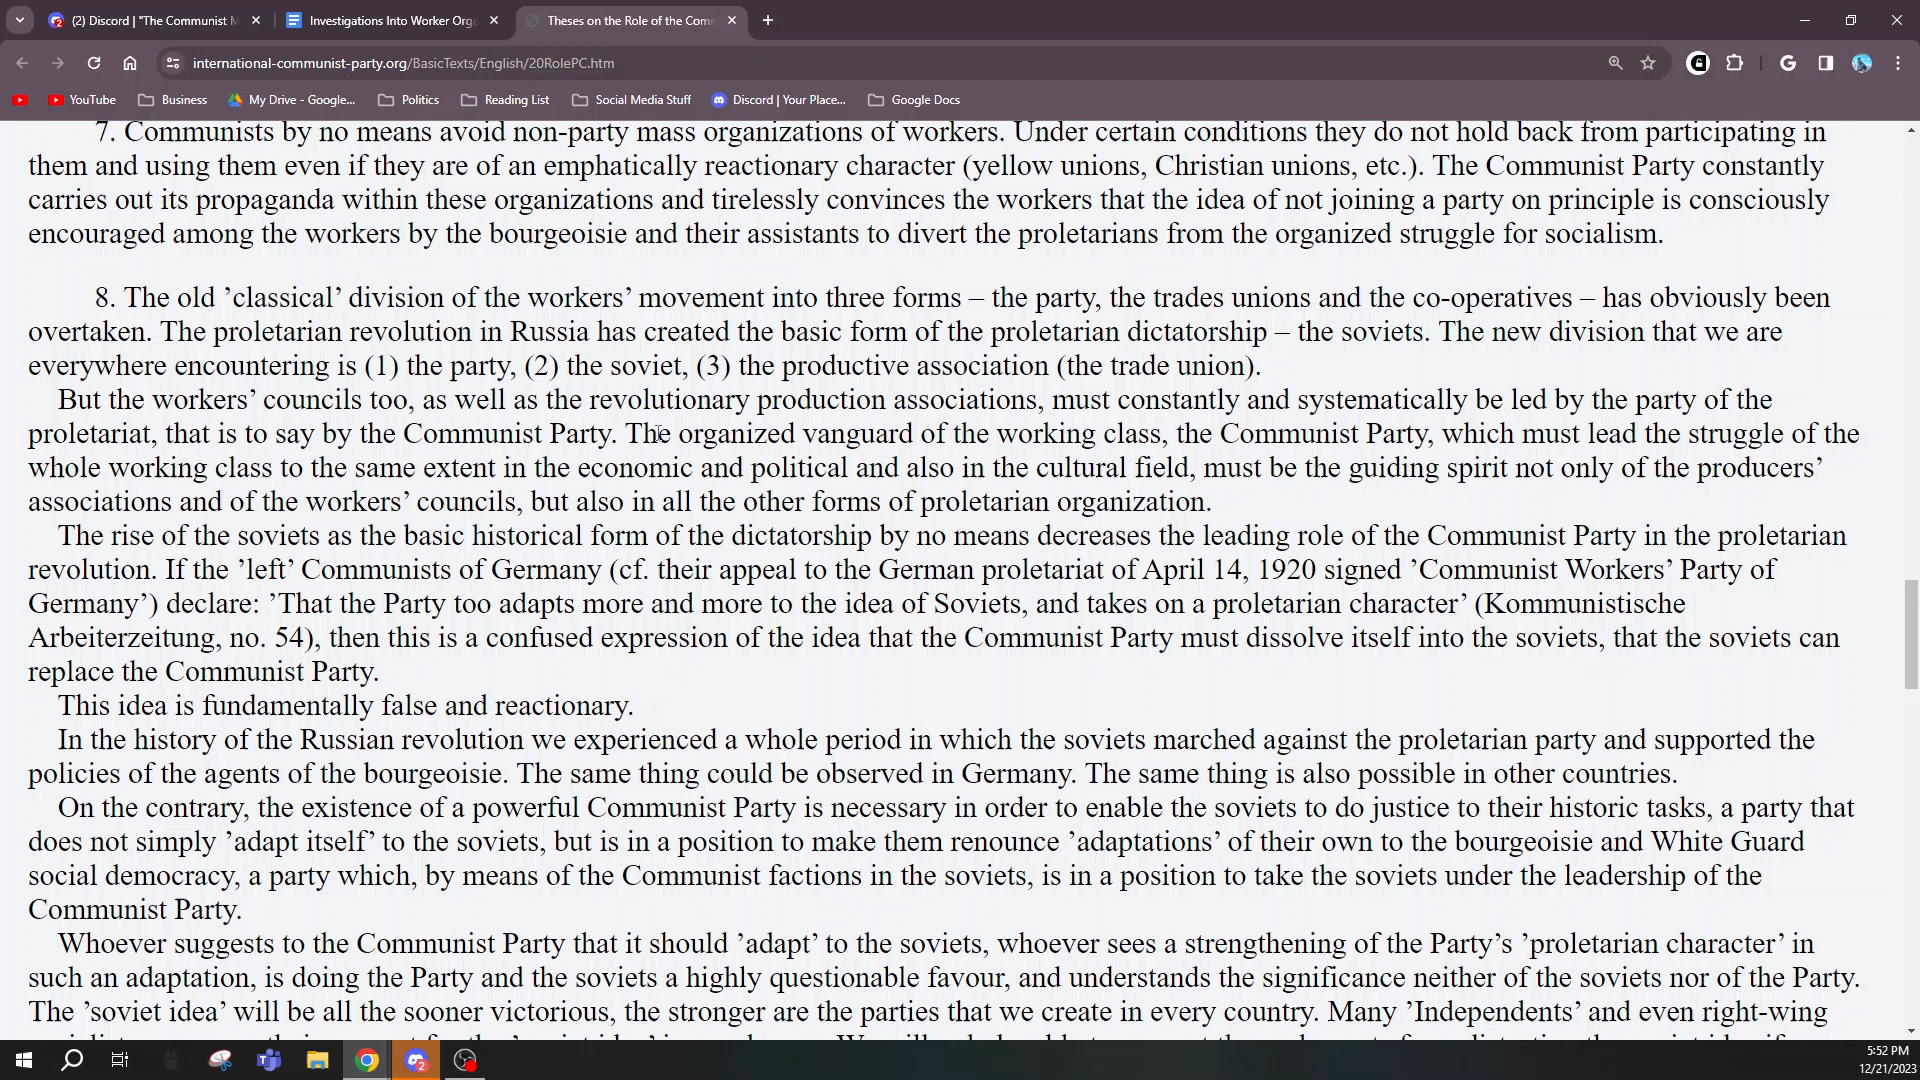 (2) Discord | "The Communist M
Investigations Into Worker Orga
Theses on the Role of the Com
international-communist-party.org/BasicTexts/English/20RolePC.htm
YouTube
Business
My Drive - Google...
Politics
Reading List
Social Media Stuff
Discord | Your Place...
Google Docs
7. Communists by no means avoid non-party mass organizations of workers. Under certain conditions they do not hold back from participating in
them and using them even if they are of an emphatically reactionary character (yellow unions, Christian unions, etc.). The Communist Party constantly
carries out its propaganda within these organizations and tirelessly convinces the workers that the idea of not joining a party on principle is consciously
encouraged among the workers by the bourgeoisie and their assistants to divert the proletarians from the organized struggle for socialism.
8. The old ’classical’ division of the workers’ movement into three forms – the party, the trades unions and the co-operatives – has obviously been
overtaken. The proletarian revolution in Russia has created the basic form of the proletarian dictatorship – the soviets. The new division that we are
everywhere encountering is (1) the party, (2) the soviet, (3) the productive association (the trade union).
But the workers’ councils too, as well as the revolutionary production associations, must constantly and systematically be led by the party of the
proletariat, that is to say by the Communist Party. The organized vanguard of the working class, the Communist Party, which must lead the struggle of the
whole working class to the same extent in the economic and political and also in the cultural field, must be the guiding spirit not only of the producers’
associations and of the workers’ councils, but also in all the other forms of proletarian organization.
The rise of the soviets as the basic historical form of the dictatorship by no means decreases the leading role of the Communist Party in the proletarian
revolution. If the ’left’ Communists of Germany (cf. their appeal to the German proletariat of April 14, 1920 signed ’Communist Workers’ Party of
Germany’) declare: ’That the Party too adapts more and more to the idea of Soviets, and takes on a proletarian character’ (Kommunistische
Arbeiterzeitung, no. 54), then this is a confused expression of the idea that the Communist Party must dissolve itself into the soviets, that the soviets can
replace the Communist Party.
This idea is fundamentally false and reactionary.
In the history of the Russian revolution we experienced a whole period in which the soviets marched against the proletarian party and supported the
policies of the agents of the bourgeoisie. The same thing could be observed in Germany. The same thing is also possible in other countries.
On the contrary, the existence of a powerful Communist Party is necessary in order to enable the soviets to do justice to their historic tasks, a party that
does not simply ’adapt itself’ to the soviets, but is in a position to make them renounce ’adaptations’ of their own to the bourgeoisie and White Guard
social democracy, a party which, by means of the Communist factions in the soviets, is in a position to take the soviets under the leadership of the
Communist Party.
Whoever suggests to the Communist Party that it should ’adapt’ to the soviets, whoever sees a strengthening of the Party’s ’proletarian character’ in
such an adaptation, is doing the Party and the soviets a highly questionable favour, and understands the significance neither of the soviets nor of the Party.
The ’soviet idea’ will be all the sooner victorious, the stronger are the parties that we create in every country. Many ’Independents’ and even right-wing
5:52 PM
12/21/2023